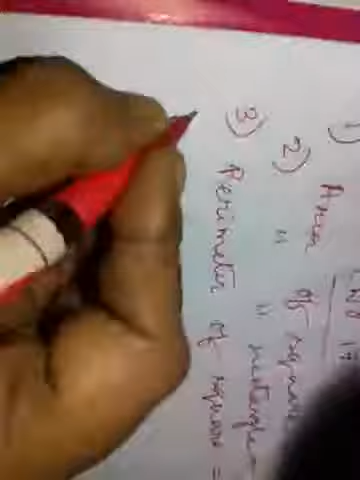 1) Area of square
2) " " rectangle
3) Perimeter of square =